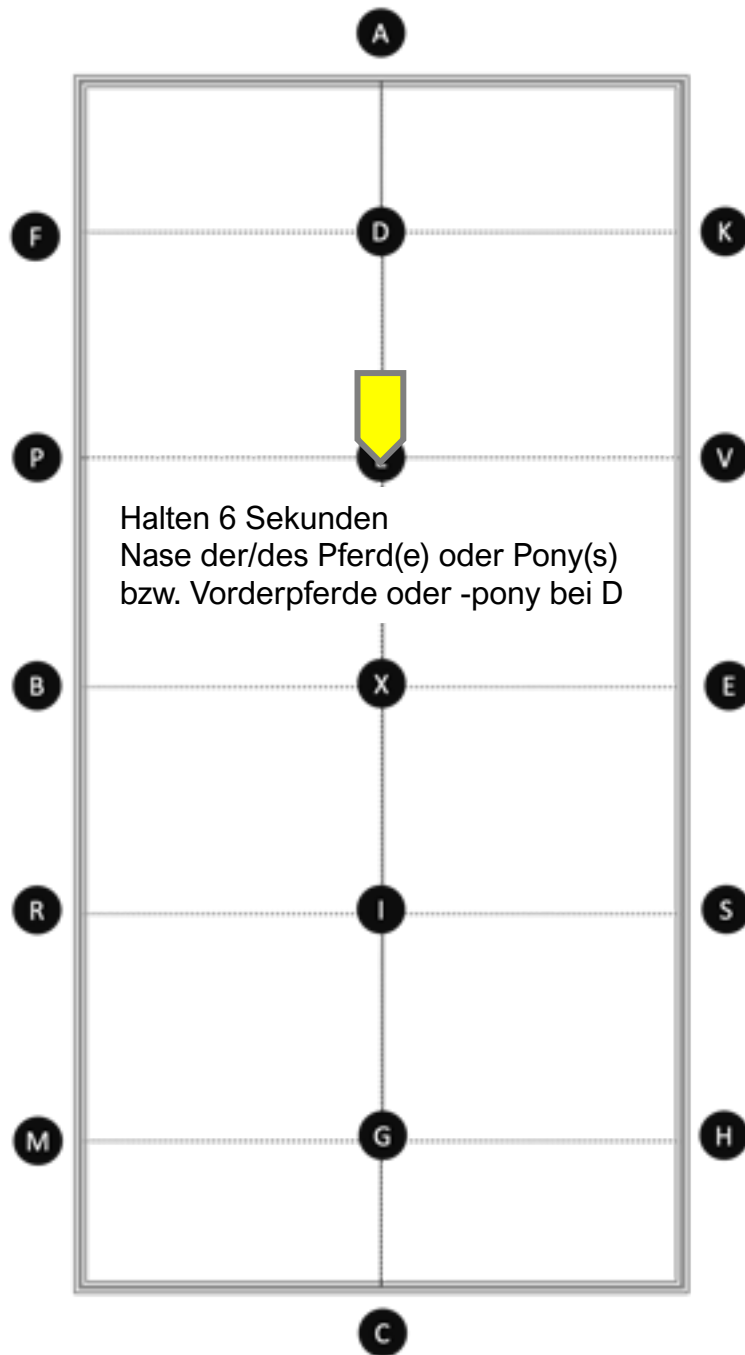 A
F D K
P V
Halten 6 Sekunden
Nase der/des Pferd(e) oder Pony(s)
bzw. Vorderpferde oder -pony bei D
B X E
R I S
M G H
C